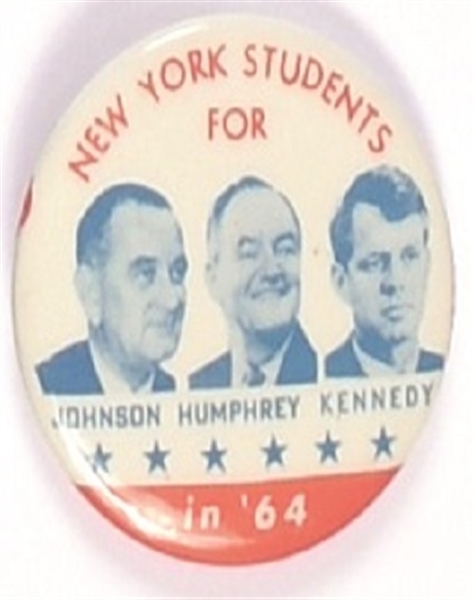 NEW YORK STUDENTS
FOR
JOHNSON HUMPHREY KENNEDY
in '64